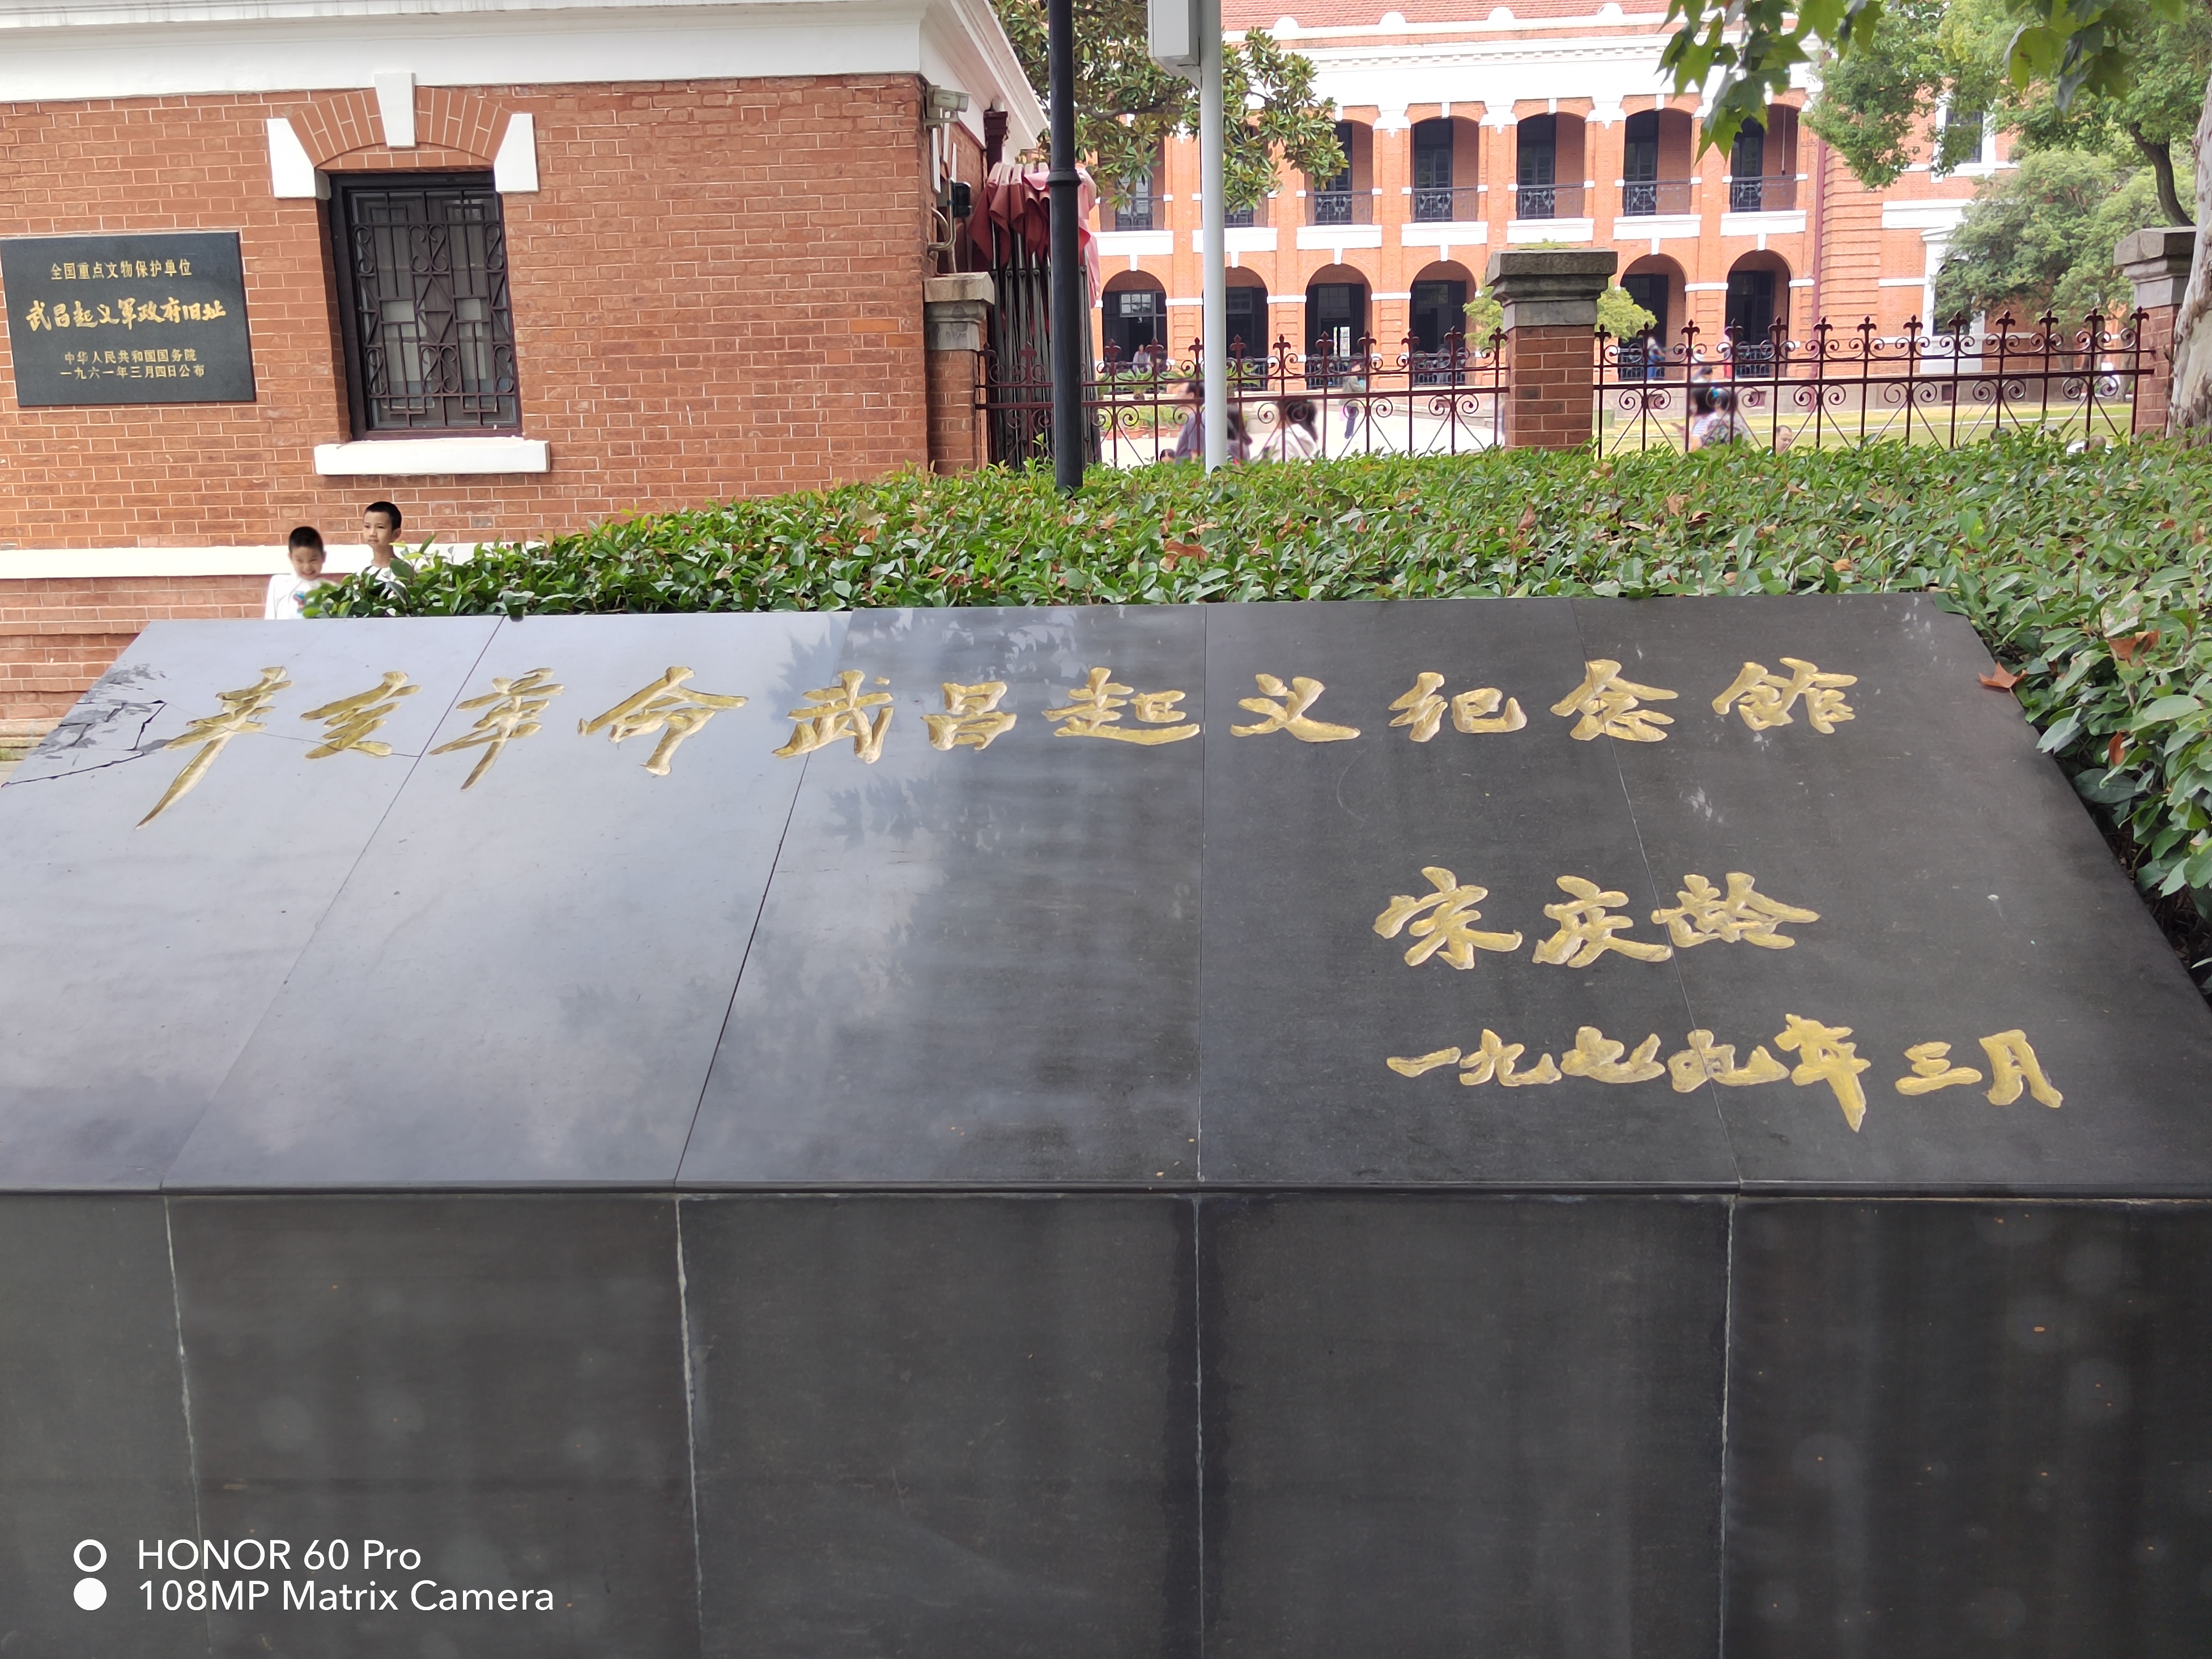 全国重点文物保护单位
武昌起义军政府旧址
中华人民共和国国务院
一九六一年三月四日公布
辛亥革命武昌起义纪念馆
宋庆龄
一九七九年三月
HONOR 60 Pro
108MP Matrix Camera